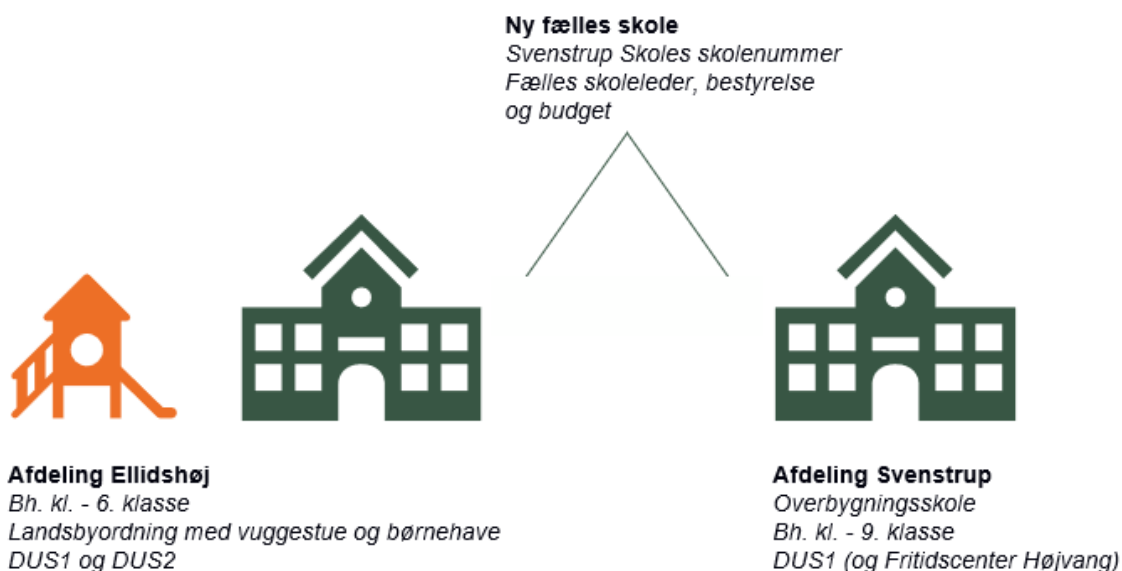 Ny fælles skole
Svenstrup Skoles skolenummer
Fælles skoleleder, bestyrelse
og budget
Afdeling Ellidshøj
Bh. kl. - 6. klasse
Landsbyordning med vuggestue og børnehave
DUS1 og DUS2
Afdeling Svenstrup
Overbygningsskole
Bh. kl. - 9. klasse
DUS1 (og Fritidscenter Højvang)